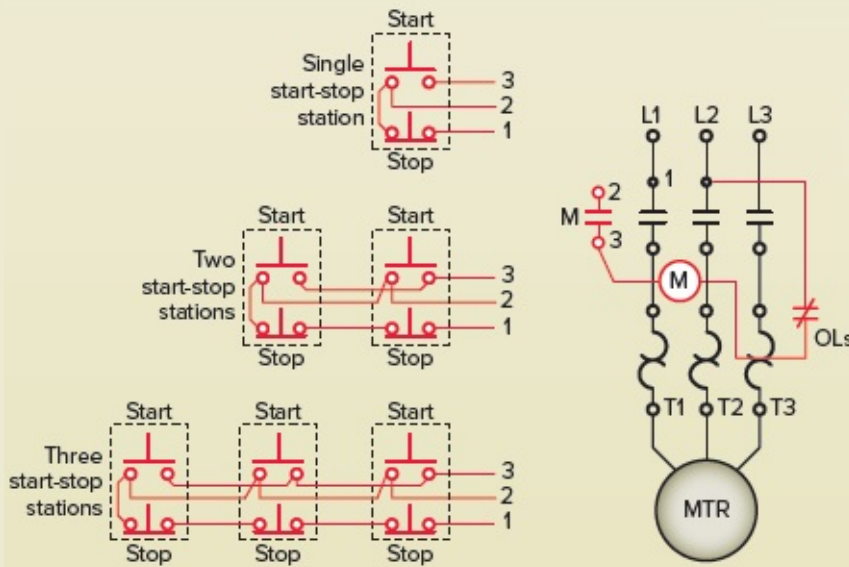 Start
Single
start-stop
station
3
2
1
Stop
Start Start
Two
start-stop
stations
3
2
1
Stop Stop
Start Start Start
Three
start-stop
stations
3
2
1
Stop Stop Stop
L1 L2 L3
1
2
M
3
M
OLs
T1 T2 T3
MTR